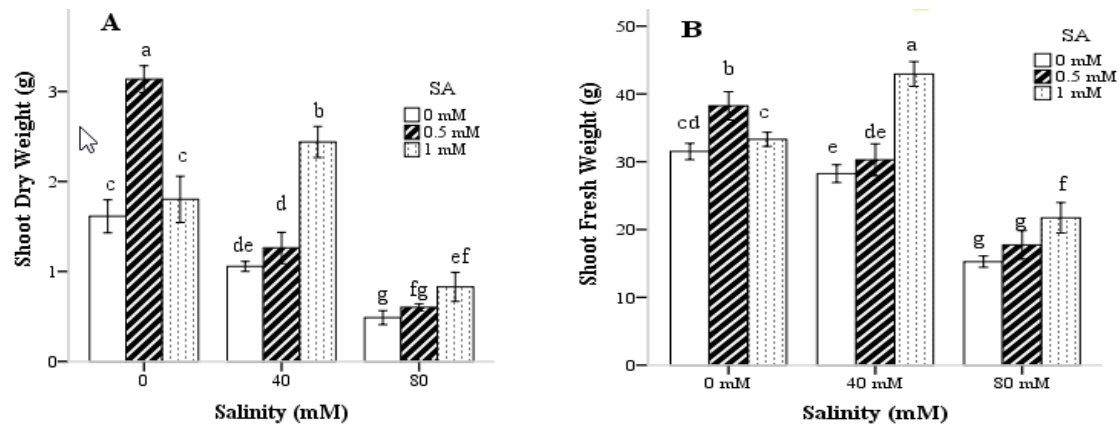 A
Shoot Dry Weight (g)
3
2
1
0
a
c
c
b
d
de
ef
fg
g
SA
0 mM
0.5 mM
1 mM
0
40
80
Salinity (mM)
B
Shoot Fresh Weight (g)
50
40
30
20
10
0
a
b
cd
c
e
de
f
g
g
SA
0 mM
0.5 mM
1 mM
0 mM
40 mM
80 mM
Salinity (mM)